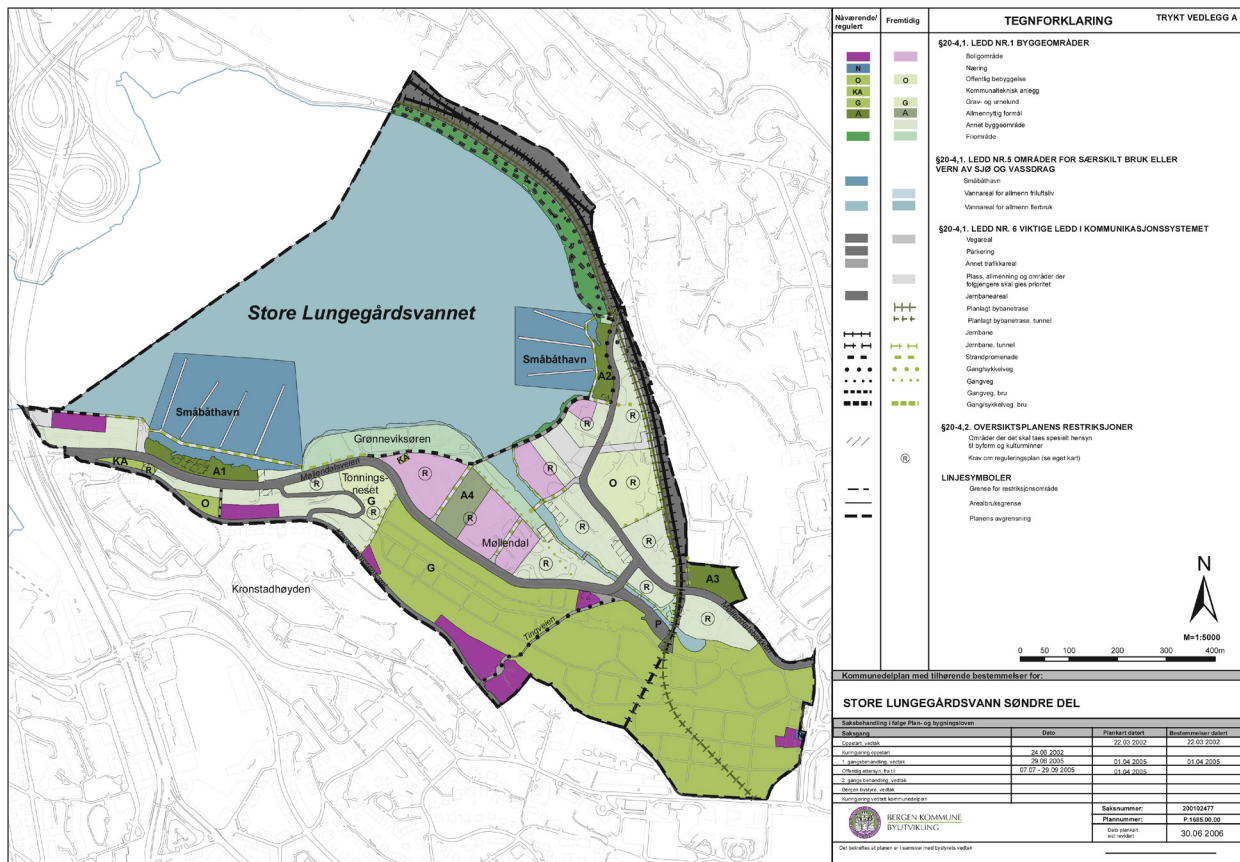 Store Lungegårdsvannet
Småbåthavn
A2
Småbåthavn
Grønneviksøren
KA
A1
Møllendalsveien
KA
R
O
R
Tonnings-
neset
G
R
R
A4
R
R
R
R
O
R
Møllendal
R
R
R
G
R
A3
R
P
Kronstadhøyden
Tingveien
N
Nåværende/
regulert
Fremtidig
TEGNFORKLARING
TRYKT VEDLEGG A
§20-4,1. LEDD NR.1 BYGGEOMRÅDER
Boligområde
N Næring
O O Offentlig bebyggelse
KA Kommunalteknisk anlegg
G G Grav- og urnelund
A A Allmennyttig formål
Annet byggeområde
Friområde
§20-4,1. LEDD NR.5 OMRÅDER FOR SÆRSKILT BRUK ELLER
VERN AV SJØ OG VASSDRAG
Småbåthavn
Vannareal for allmenn friluftsliv
Vannareal for allmenn flerbruk
§20-4,1. LEDD NR. 6 VIKTIGE LEDD I KOMMUNIKASJONSSYSTEMET
Vegareal
Parkering
Annet trafikkareal
Plass, allmenning og områder der
fotgjengere skal gies prioritet
Jernbaneareal
Planlagt bybanetrase
Planlagt bybanetrase, tunnel
Jernbane
Jernbane, tunnel
Strandpromenade
Gang/sykkelveg
Gangveg
Gangveg, bru
Gang/sykkelveg, bru
§20-4,2. OVERSIKTSPLANENS RESTRIKSJONER
Områder der det skal taes spesielt hensyn
til byform og kulturminner
R Krav om reguleringsplan (se eget kart)
LINJESYMBOLER
Grense for restriksjonsområde
Arealbruksgrense
Planens avgrensning
N
M=1:5000
0 50 100 200 300 400m
Kommunedelplan med tilhørende bestemmelser for:
STORE LUNGEGÅRDSVANN SØNDRE DEL
Saksbehandling i følge Plan- og bygningsloven
Saksgang Dato Plankart datert Bestemmelser datert
Oppstart, vedtak 22.03 2002 22.03 2002
Kunngjøring oppstart 24.06 2002
1. gangsbehandling, vedtak 29.06 2005 01.04 2005 01.04 2005
Offentlig ettersyn, fra til 07.07 - 29.09 2005 01.04 2005
2. gangs behandling, vedtak
Bergen bystyre, vedtak
Kunngjøring vedtatt kommunedelplan
BERGEN KOMMUNE
BYUTVIKLING
Saksnummer: 200102477
Plannummer: P.1685.00.00
Dato plankart
sist revidert 30.06 2006
Det bekreftes at planen er i samsvar med bystyrets vedtak